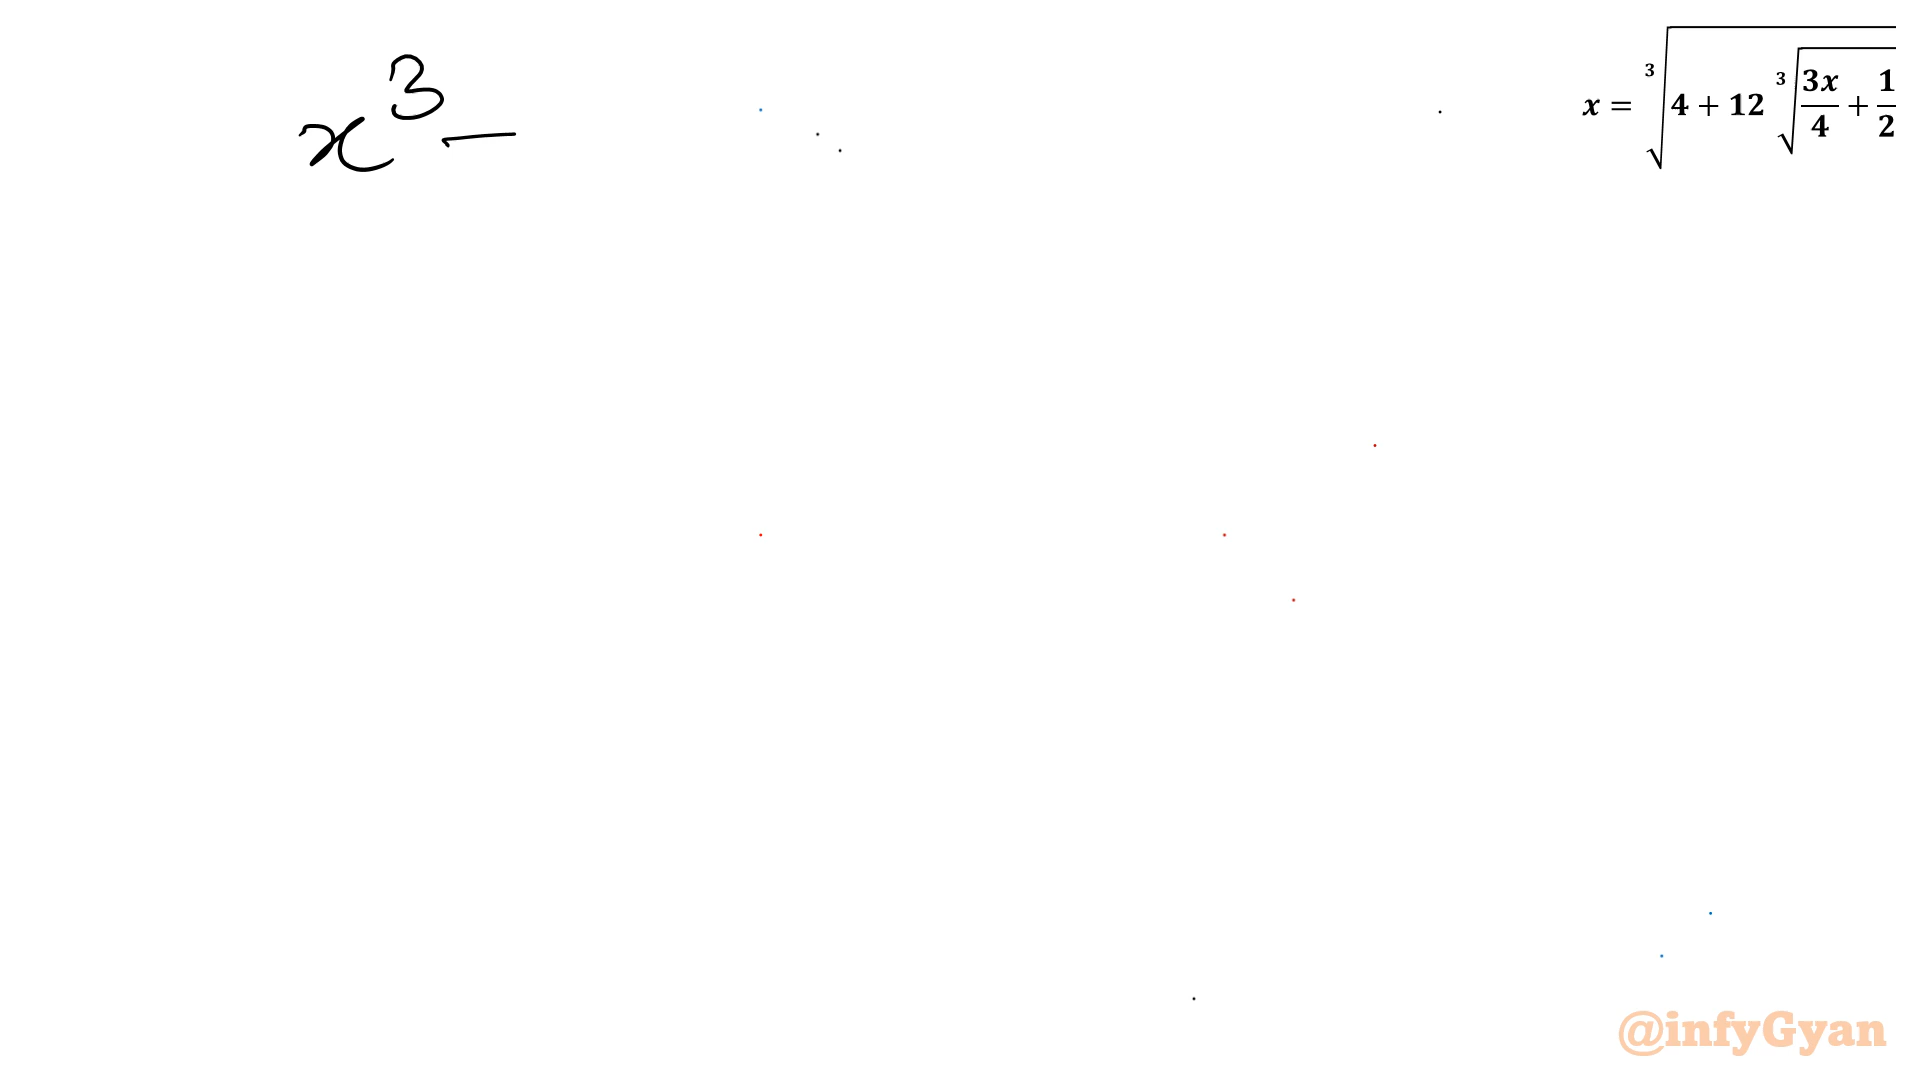 x³ –
x = ∛(4 + 12 ∛(3x/4 + 1/2))
@infyGyan